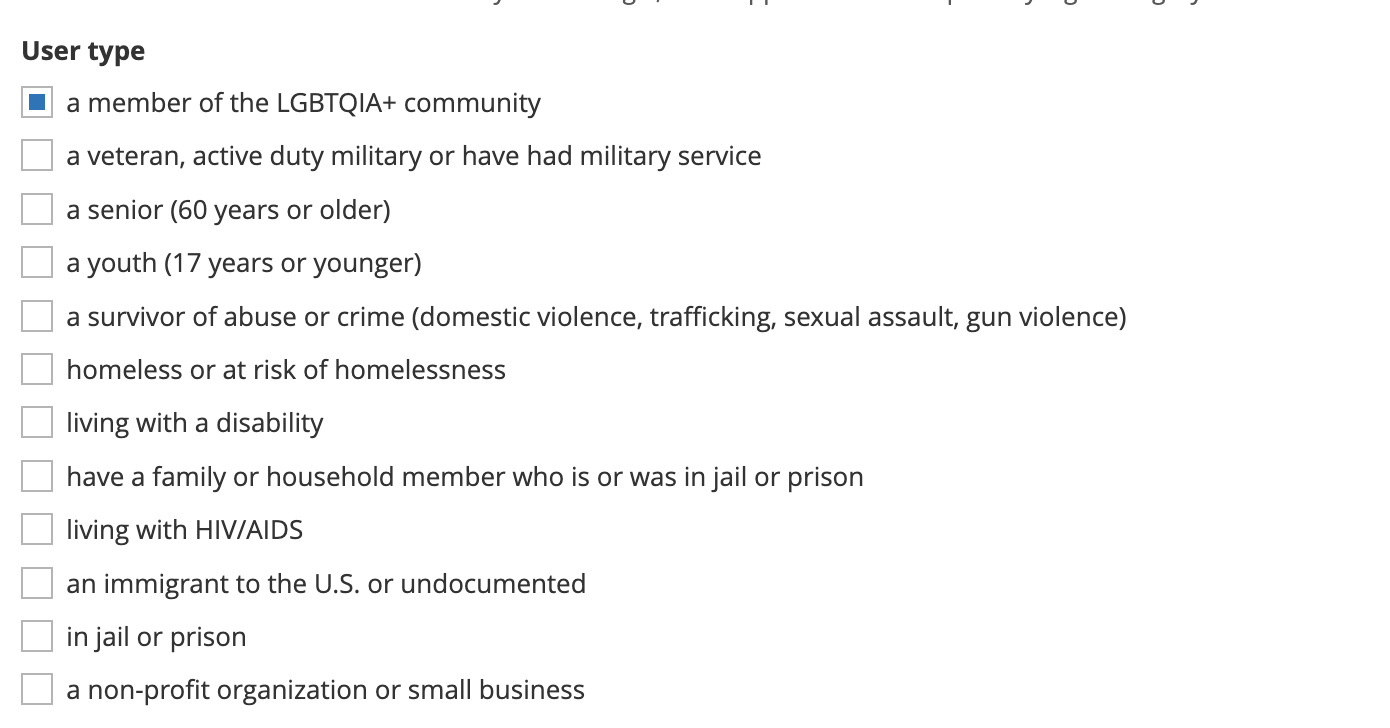 User type
a member of the LGBTQIA+ community
a veteran, active duty military or have had military service
a senior (60 years or older)
a youth (17 years or younger)
a survivor of abuse or crime (domestic violence, trafficking, sexual assault, gun violence)
homeless or at risk of homelessness
living with a disability
have a family or household member who is or was in jail or prison
living with HIV/AIDS
an immigrant to the U.S. or undocumented
in jail or prison
a non-profit organization or small business